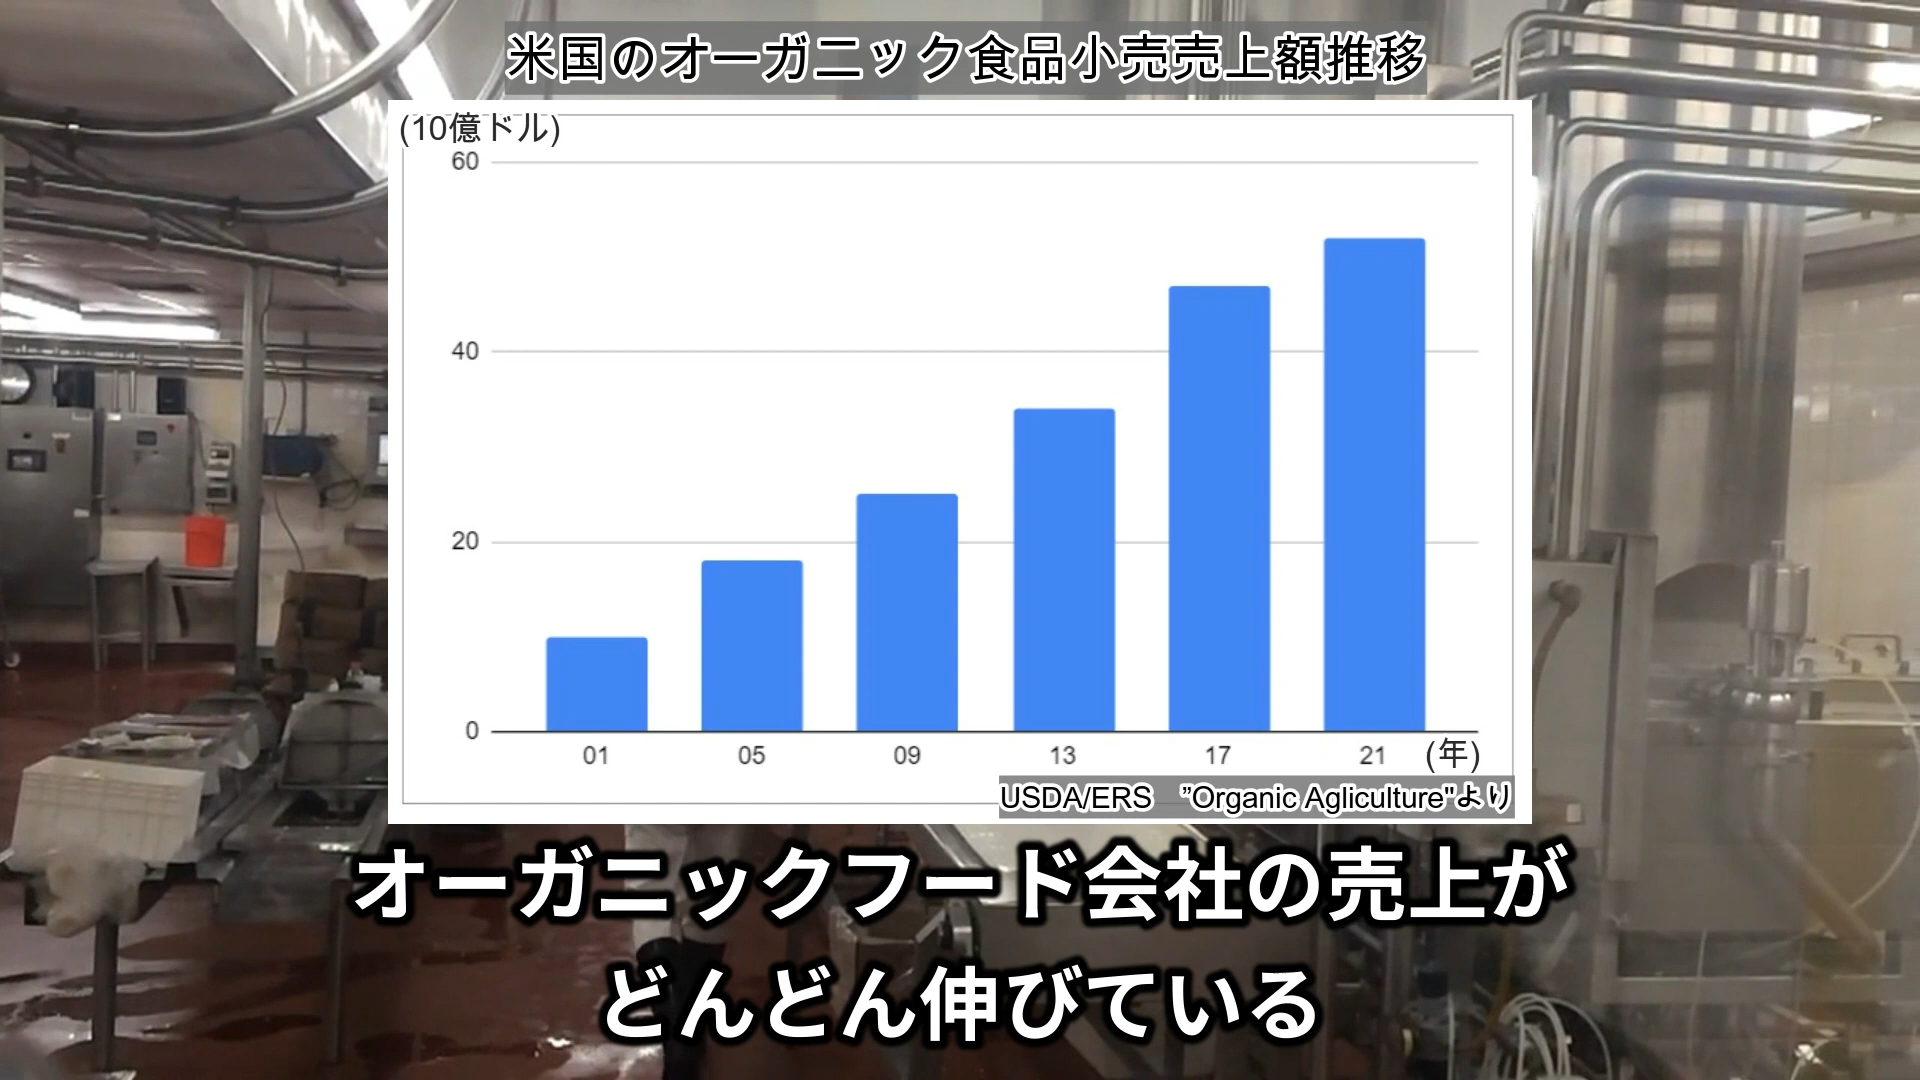 米国のオーガニック食品小売売上額推移
(10億ドル)
60
40
20
0
01 05 09 13 17 21 (年)
USDA/ERS ”Organic Agliculture"より
オーガニックフード会社の売上が
どんどん伸びている